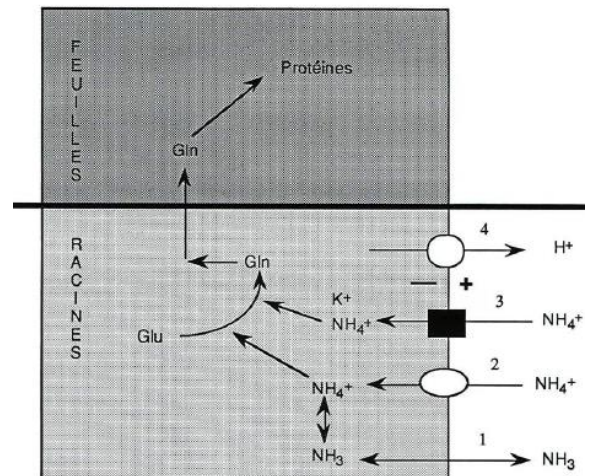 FEUILLES
Protéines
Gln
RACINES
4
H⁺
Gln
— +
K⁺
3
NH₄⁺
NH₄⁺
Glu
2
NH₄⁺
NH₄⁺
1
NH₃
NH₃